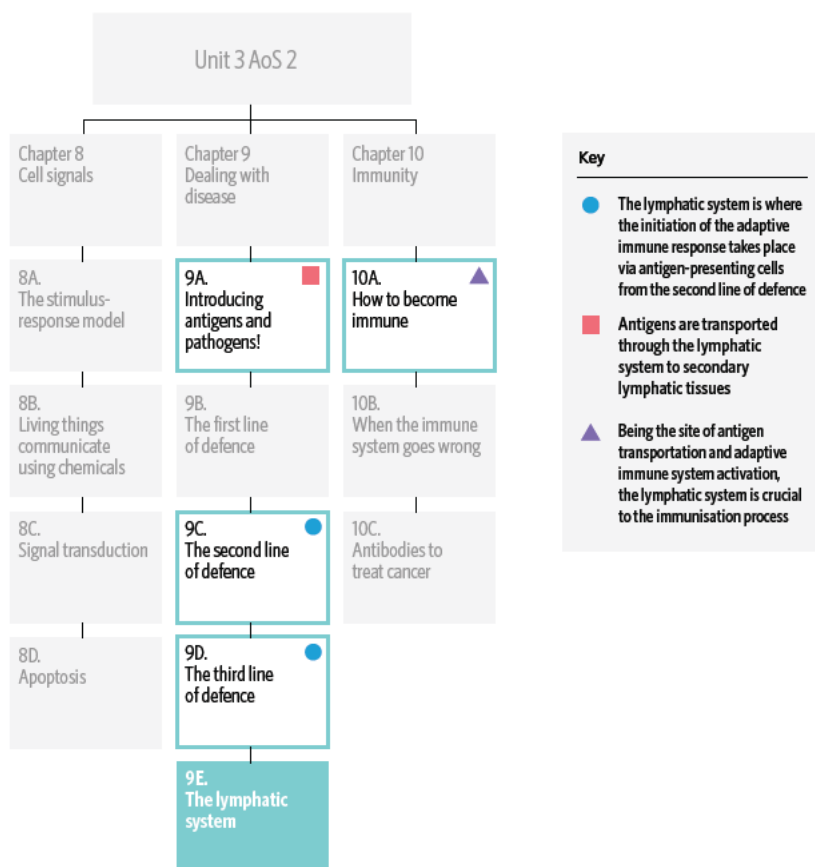 Unit 3 AoS 2
Chapter 8
Cell signals
Chapter 9
Dealing with
disease
Chapter 10
Immunity
8A.
The stimulus-
response model
9A.
Introducing
antigens and
pathogens!
10A.
How to become
immune
8B.
Living things
communicate
using chemicals
9B.
The first line
of defence
10B.
When the immune
system goes wrong
8C.
Signal transduction
9C.
The second line
of defence
10C.
Antibodies to
treat cancer
8D.
Apoptosis
9D.
The third line
of defence
9E.
The lymphatic
system
Key
The lymphatic system is where
the initiation of the adaptive
immune response takes place
via antigen-presenting cells
from the second line of defence
Antigens are transported
through the lymphatic
system to secondary
lymphatic tissues
Being the site of antigen
transportation and adaptive
immune system activation,
the lymphatic system is crucial
to the immunisation process